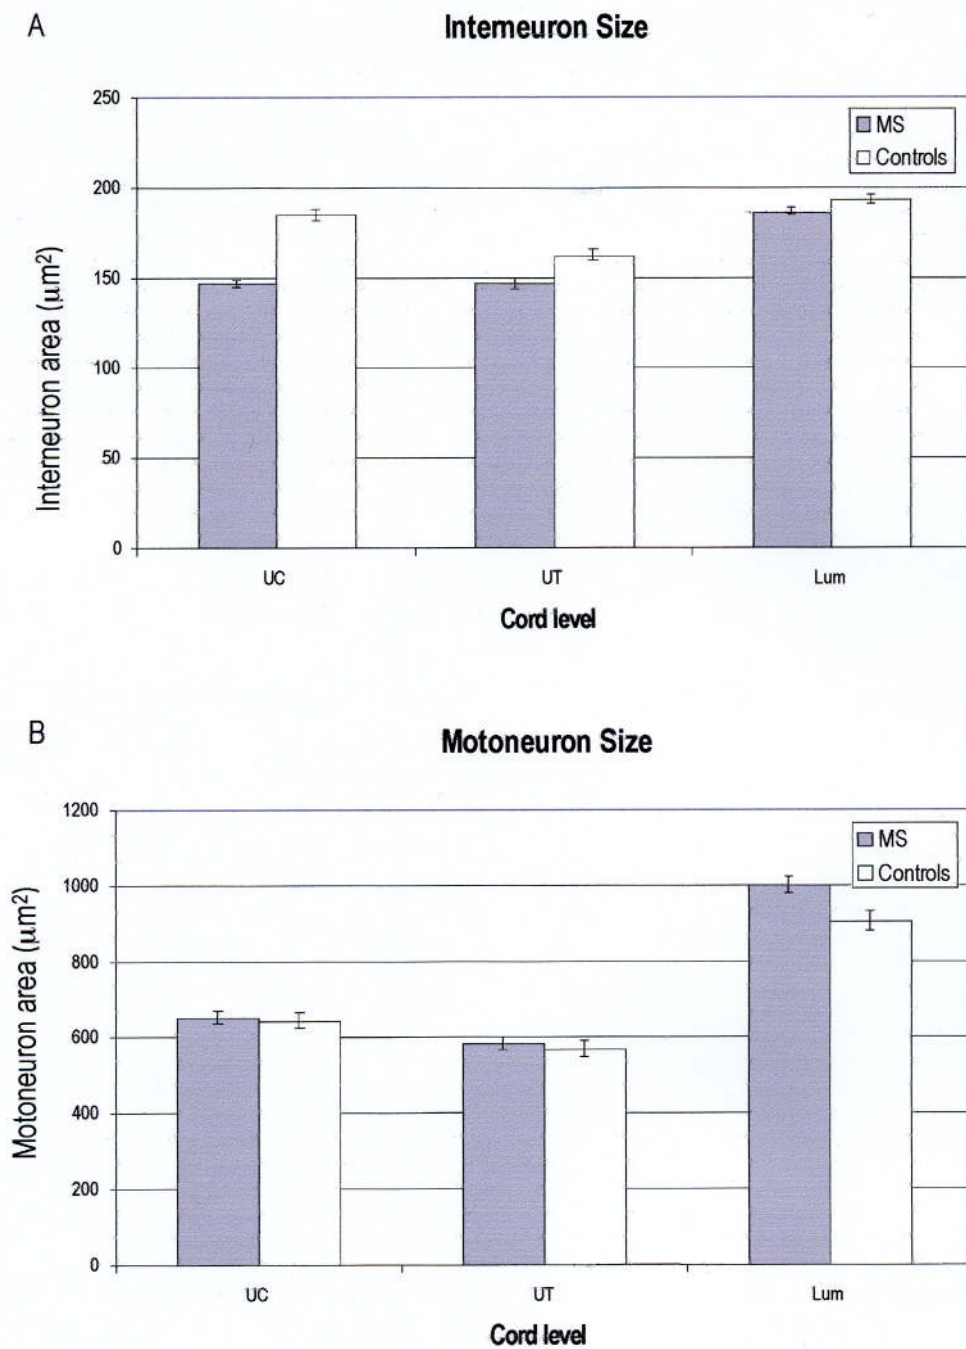 A
Interneuron Size
250
200
150
100
50
0
Interneuron area (μm²)
MS
Controls
UC
UT
Lum
Cord level
B
Motoneuron Size
1200
1000
800
600
400
200
0
Motoneuron area (μm²)
MS
Controls
UC
UT
Lum
Cord level